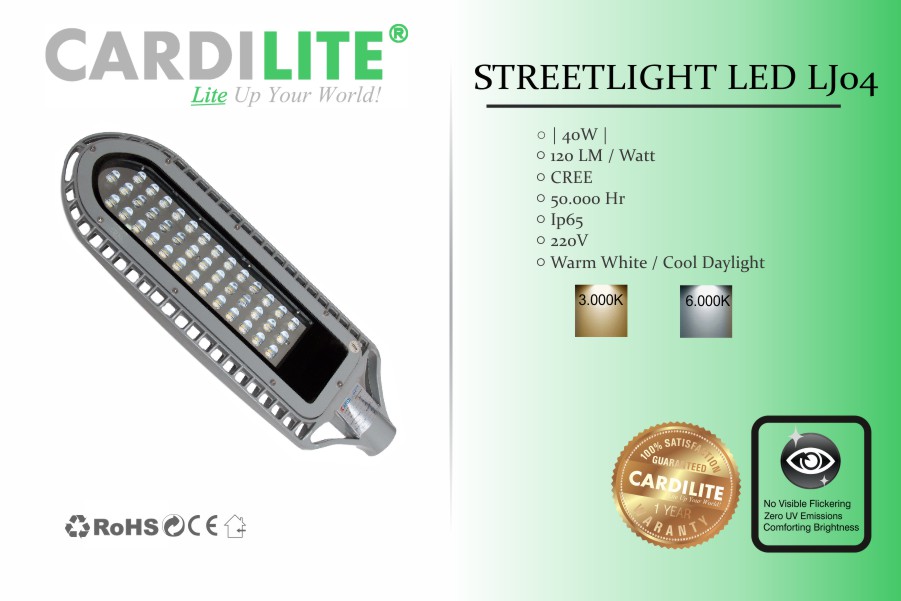 CARDILITE®
Lite Up Your World!
STREETLIGHT LED LJ04
| 40W |
120 LM / Watt
CREE
50.000 Hr
Ip65
220V
Warm White / Cool Daylight
3.000K
6.000K
100% SATISFACTION
GUARANTEED
CARDILITE
Up Your World!
1 YEAR
WARANTY
No Visible Flickering
Zero UV Emissions
Comforting Brightness
RoHS CE